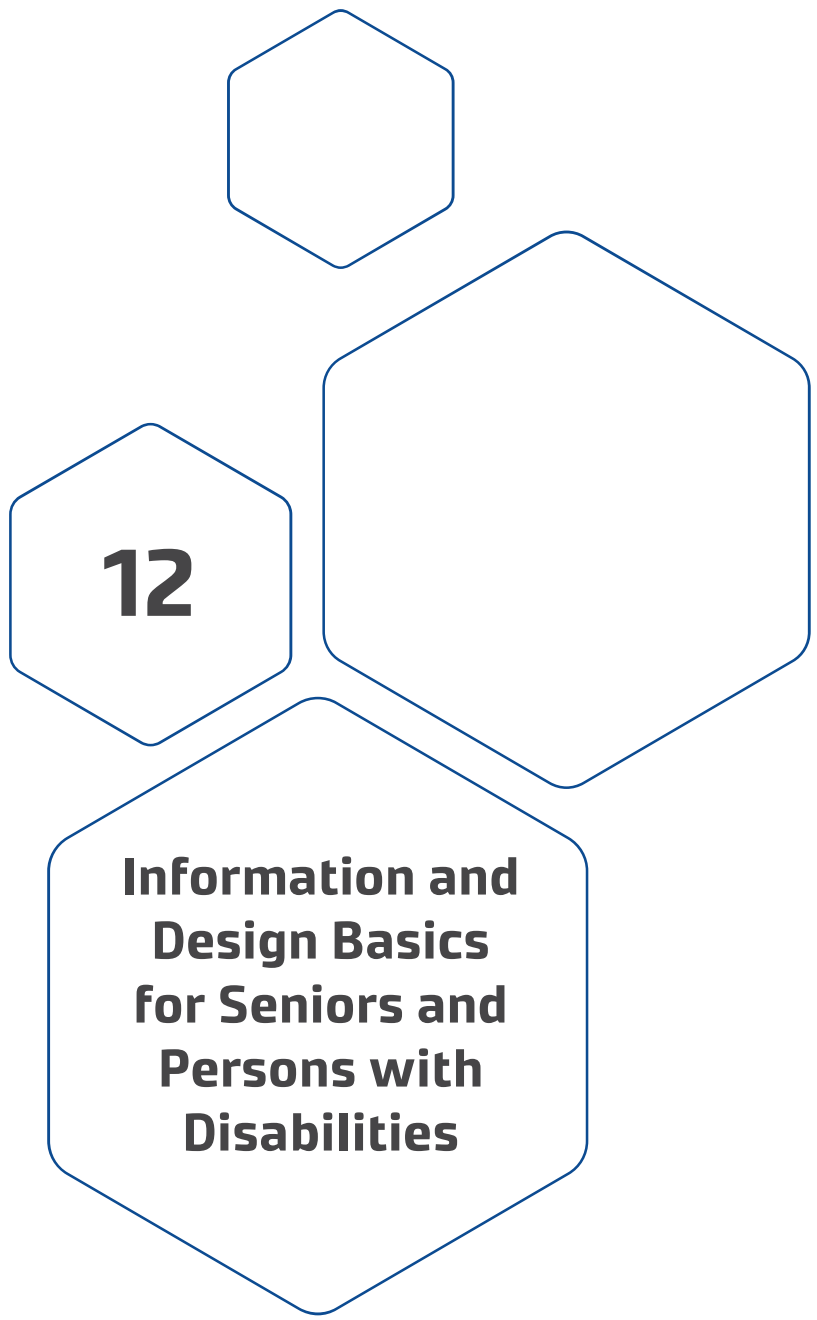 12
Information and
Design Basics
for Seniors and
Persons with
Disabilities